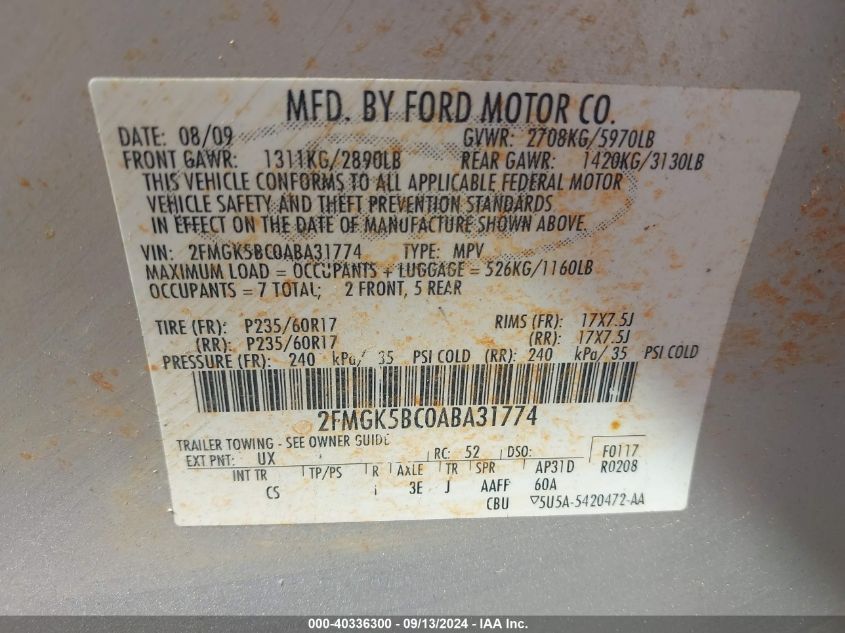 MFD. BY FORD MOTOR CO.
DATE: 08/09 GVWR: 2708KG/5970LB
FRONT GAWR: 1311KG/2890LB REAR GAWR: 1420KG/3130LB
THIS VEHICLE CONFORMS TO ALL APPLICABLE FEDERAL MOTOR
VEHICLE SAFETY AND THEFT PREVENTION STANDARDS
IN EFFECT ON THE DATE OF MANUFACTURE SHOWN ABOVE.
VIN: 2FMGK5BC0ABA31774 TYPE: MPV
MAXIMUM LOAD = OCCUPANTS + LUGGAGE = 526KG/1160LB
OCCUPANTS = 7 TOTAL; 2 FRONT, 5 REAR
TIRE (FR): P235/60R17 RIMS (FR): 17X7.5J
(RR): P235/60R17 (RR): 17X7.5J
PRESSURE (FR): 240 kPa/ 35 PSI COLD (RR): 240 kPa/ 35 PSI COLD
2FMGK5BC0ABA31774
TRAILER TOWING - SEE OWNER GUIDE
EXT PNT: UX RC: 52 DSO: F0117
INT TR TP/PS R AXLE TR SPR AP31D R0208
CS 3E J AAFF 60A
CBU ▽5U5A-5420472-AA
000-40336300 - 09/13/2024 - IAA Inc.